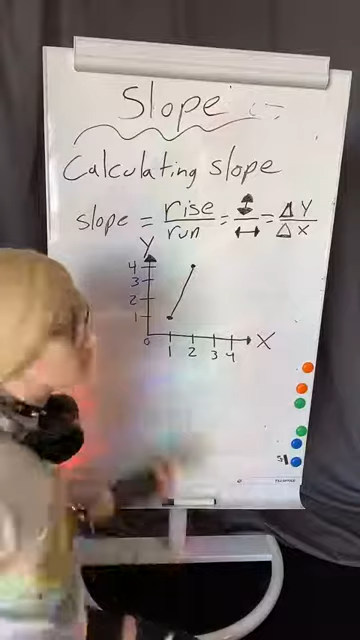 Slope
Calculating slope
slope = rise/run = ↕/↔ = ΔY/ΔX
Y
4
3
2
1
0
1 2 3 4 X